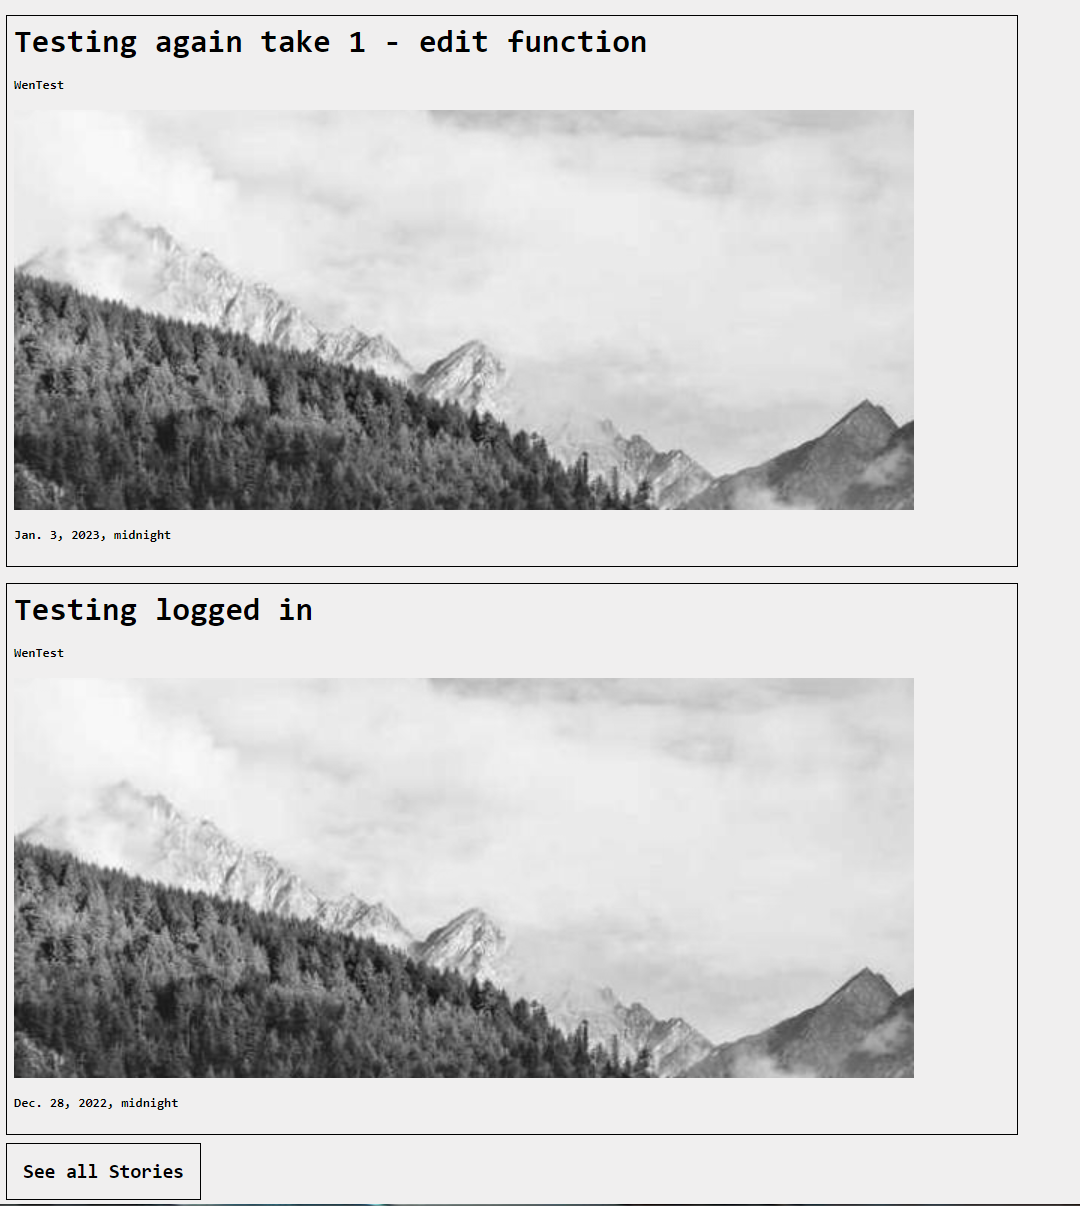 Testing again take 1 - edit function
WenTest
Jan. 3, 2023, midnight
Testing logged in
WenTest
Dec. 28, 2022, midnight
See all Stories